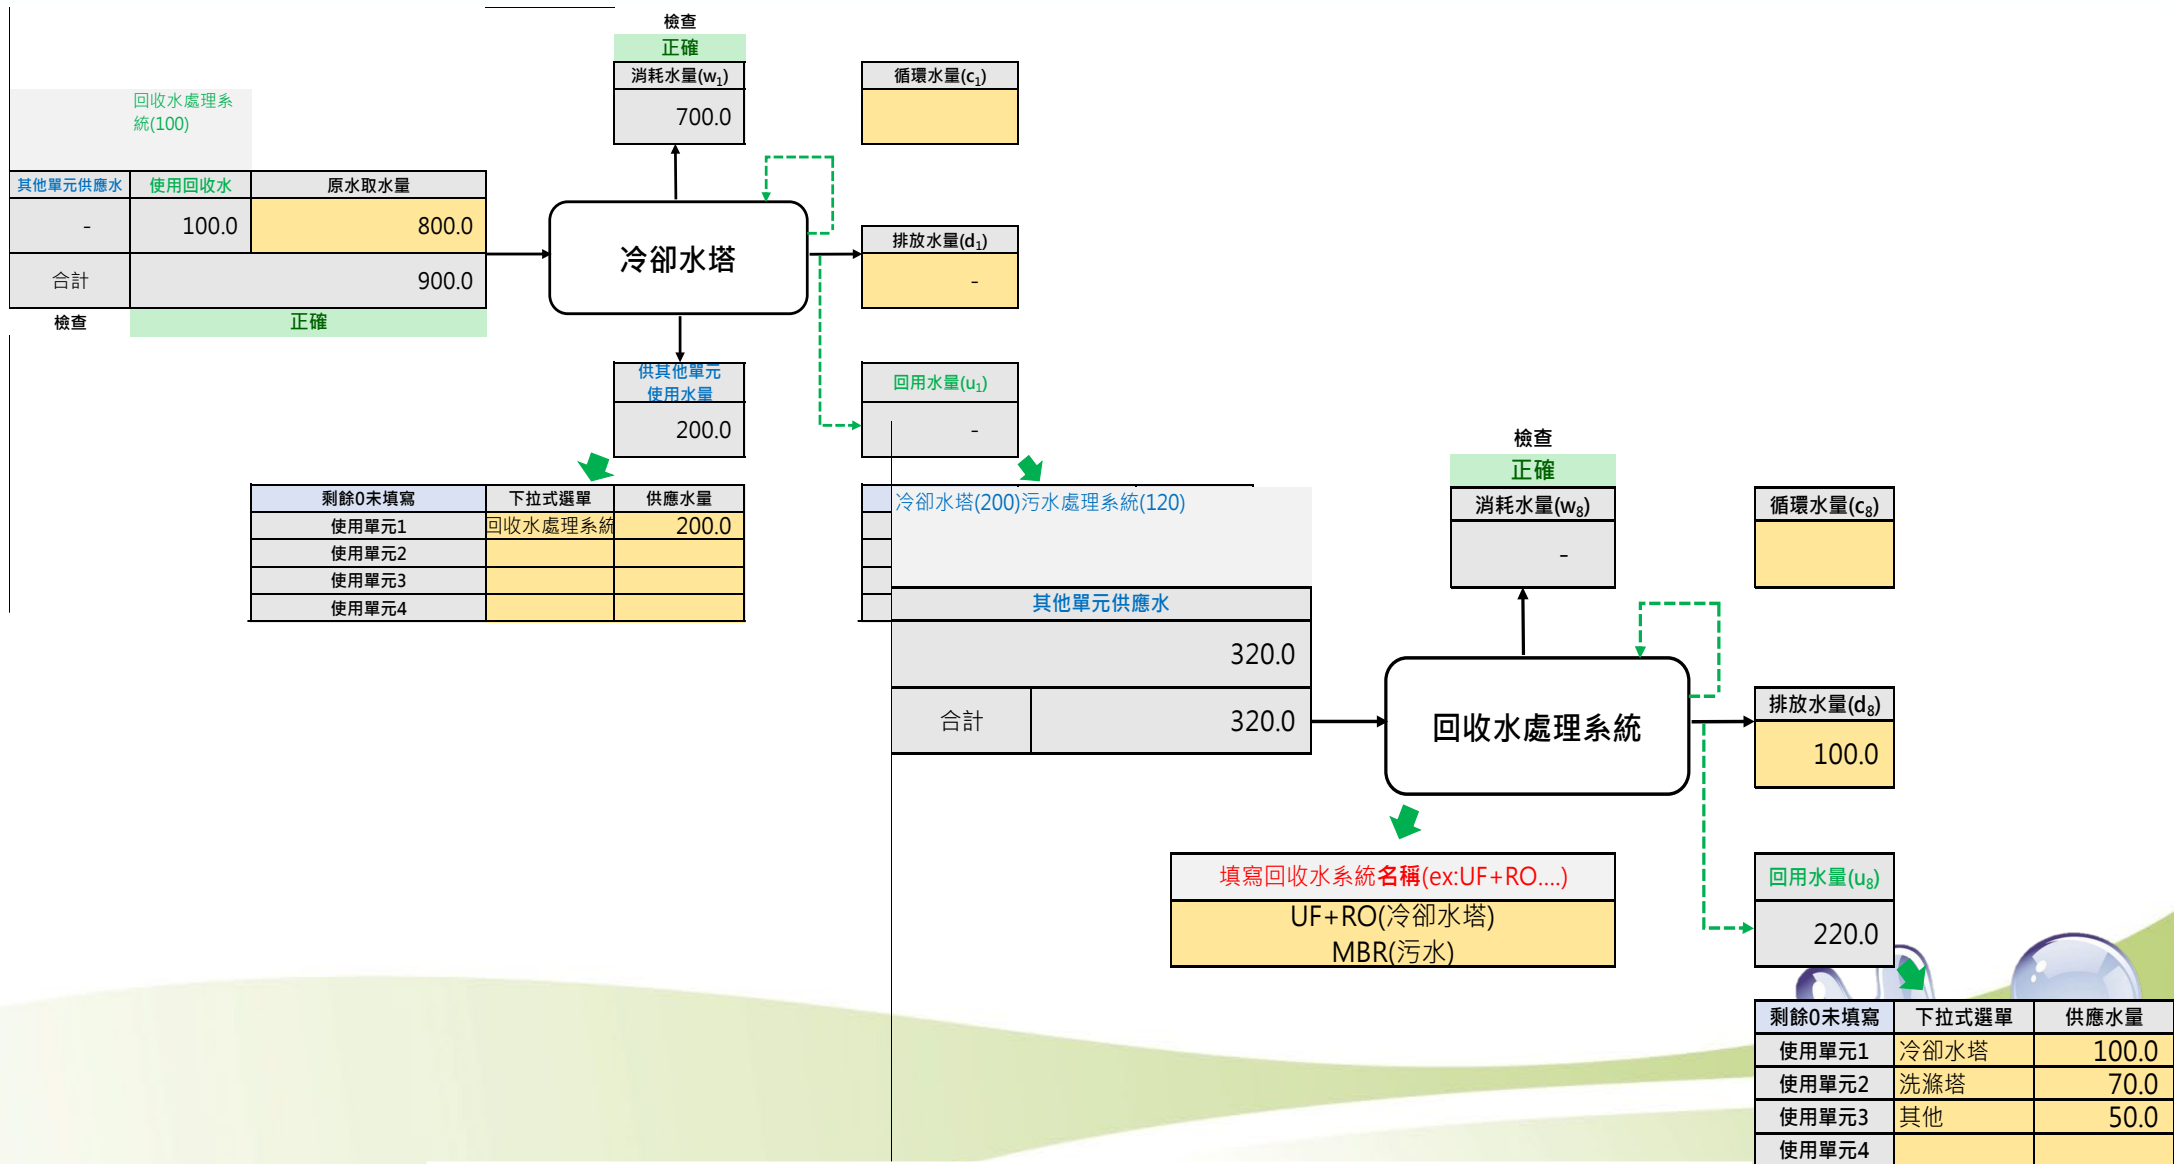 檢查
正確
消耗水量(w1)
700.0
循環水量(c1)
回收水處理系
統(100)
其他單元供應水 使用回收水 原水取水量
- 100.0 800.0
合計 900.0
檢查 正確
冷卻水塔
排放水量(d1)
-
供其他單元
使用水量
200.0
回用水量(u1)
-
剩餘0未填寫 下拉式選單 供應水量
使用單元1 回收水處理系統 200.0
使用單元2
使用單元3
使用單元4
冷卻水塔(200)污水處理系統(120)
其他單元供應水
320.0
合計 320.0
檢查
正確
消耗水量(w8)
-
循環水量(c8)
回收水處理系統
排放水量(d8)
100.0
填寫回收水系統名稱(ex:UF+RO....)
UF+RO(冷卻水塔)
MBR(污水)
回用水量(u8)
220.0
剩餘0未填寫 下拉式選單 供應水量
使用單元1 冷卻水塔 100.0
使用單元2 洗滌塔 70.0
使用單元3 其他 50.0
使用單元4